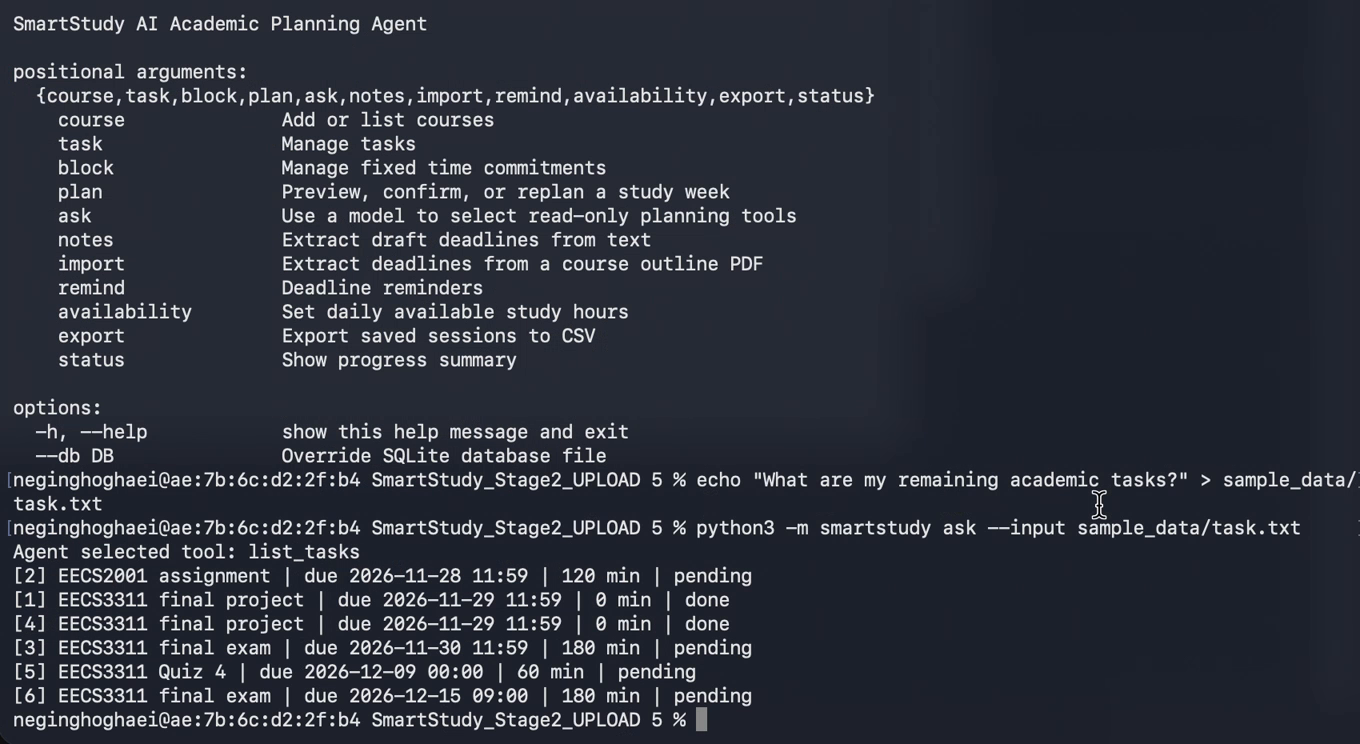 SmartStudy AI Academic Planning Agent
positional arguments:
{course,task,block,plan,ask,notes,import,remind,availability,export,status}
course Add or list courses
task Manage tasks
block Manage fixed time commitments
plan Preview, confirm, or replan a study week
ask Use a model to select read-only planning tools
notes Extract draft deadlines from text
import Extract deadlines from a course outline PDF
remind Deadline reminders
availability Set daily available study hours
export Export saved sessions to CSV
status Show progress summary
options:
-h, --help show this help message and exit
--db DB Override SQLite database file
[neginghoghaei@ae:7b:6c:d2:2f:b4 SmartStudy_Stage2_UPLOAD 5 % echo "What are my remaining academic tasks?" > sample_data/]
task.txt
[neginghoghaei@ae:7b:6c:d2:2f:b4 SmartStudy_Stage2_UPLOAD 5 % python3 -m smartstudy ask --input sample_data/task.txt ]
Agent selected tool: list_tasks
[2] EECS2001 assignment | due 2026-11-28 11:59 | 120 min | pending
[1] EECS3311 final project | due 2026-11-29 11:59 | 0 min | done
[4] EECS3311 final project | due 2026-11-29 11:59 | 0 min | done
[3] EECS3311 final exam | due 2026-11-30 11:59 | 180 min | pending
[5] EECS3311 Quiz 4 | due 2026-12-09 00:00 | 60 min | pending
[6] EECS3311 final exam | due 2026-12-15 09:00 | 180 min | pending
neginghoghaei@ae:7b:6c:d2:2f:b4 SmartStudy_Stage2_UPLOAD 5 %